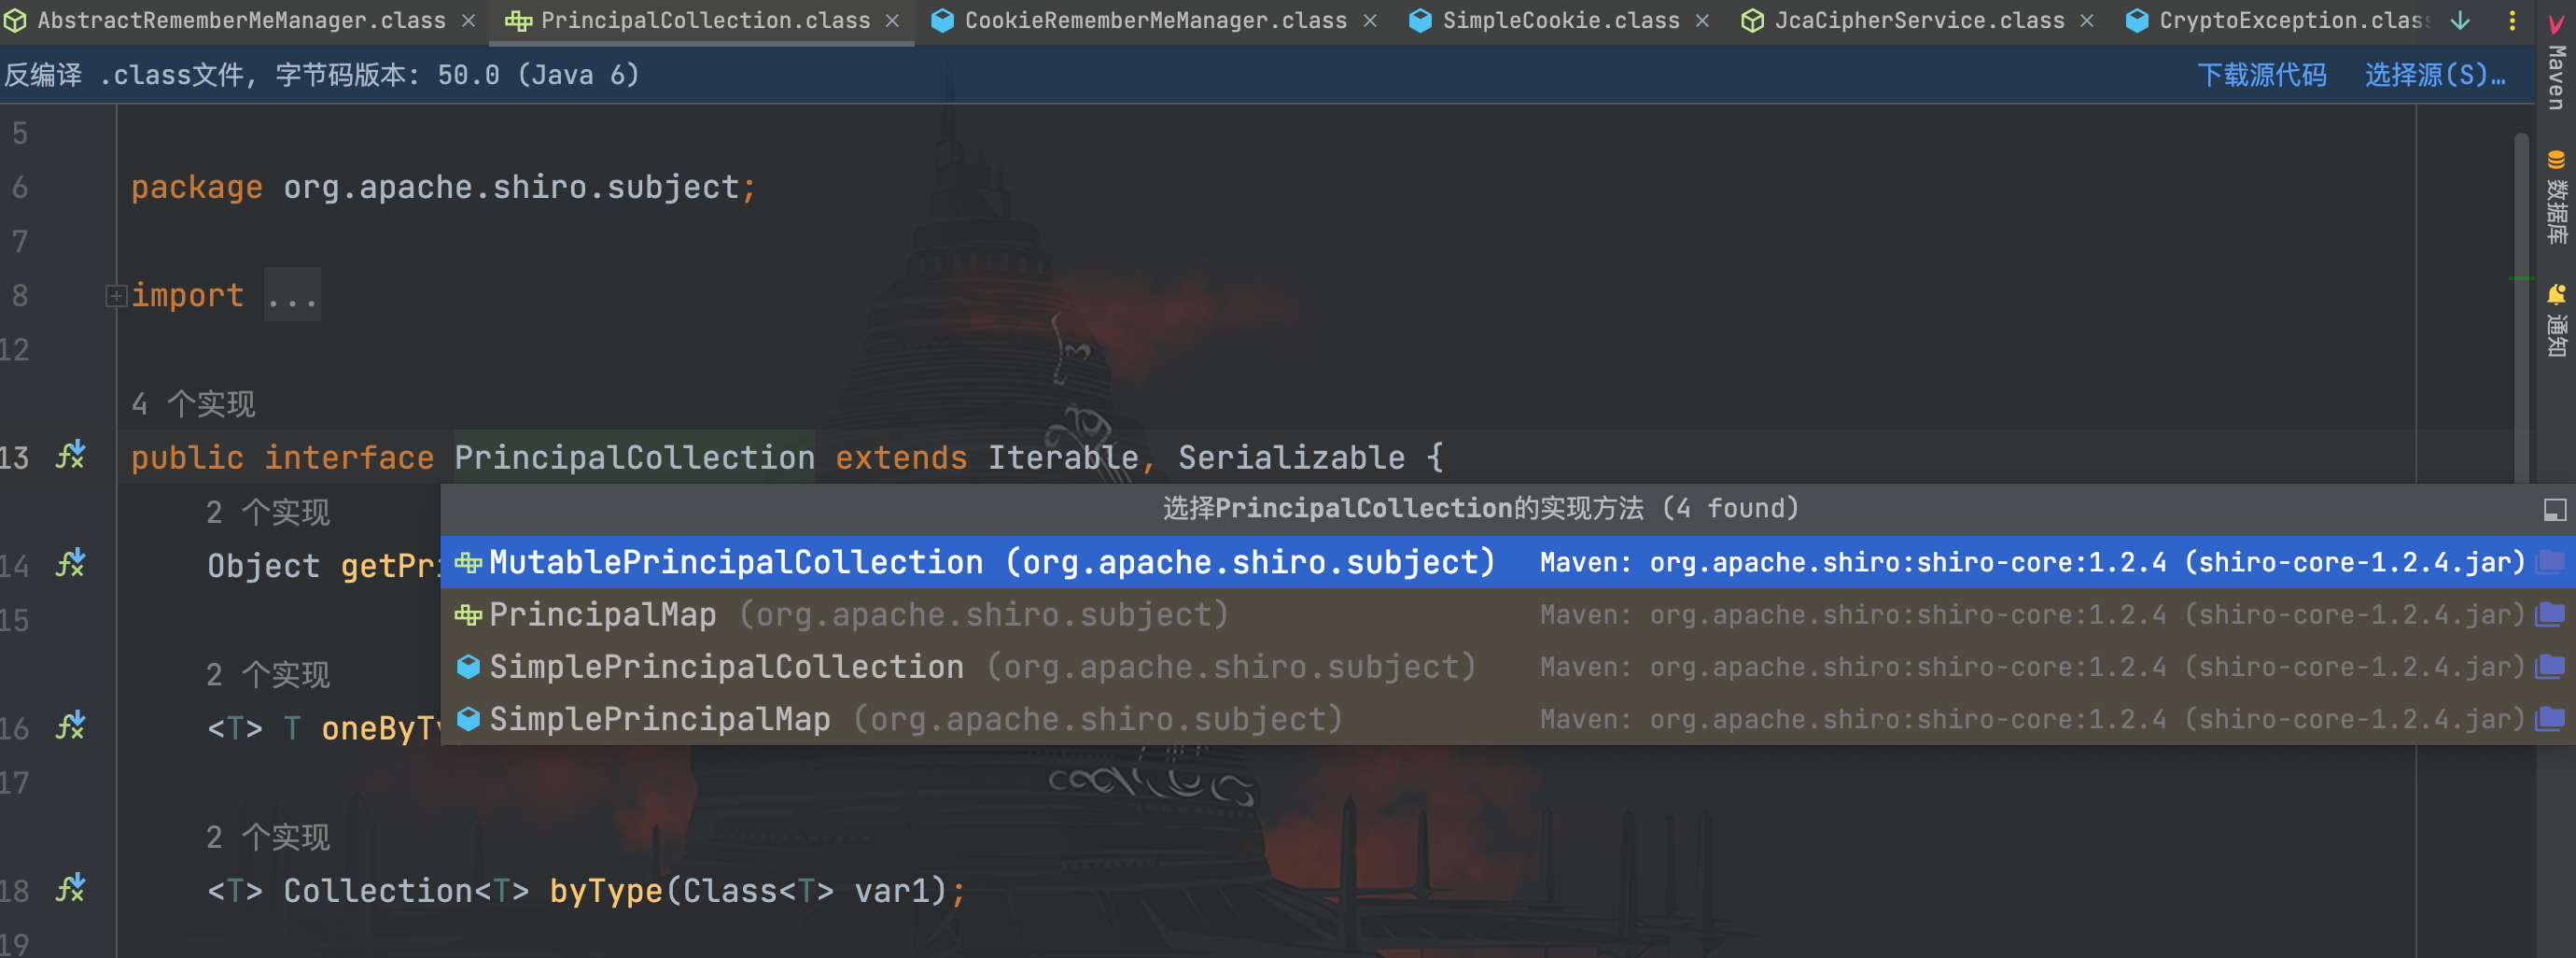 AbstractRememberMeManager.class PrincipalCollection.class CookieRememberMeManager.class SimpleCookie.class JcaCipherService.class CryptoException.clas
反编译 .class文件, 字节码版本: 50.0 (Java 6) 下载源代码 选择源(S)…
Maven
数据库
通知
5
6 package org.apache.shiro.subject;
7
8 import ...
12
4 个实现
13 public interface PrincipalCollection extends Iterable, Serializable {
2 个实现
选择PrincipalCollection的实现方法 (4 found)
14 Object getPri
MutablePrincipalCollection (org.apache.shiro.subject) Maven: org.apache.shiro:shiro-core:1.2.4 (shiro-core-1.2.4.jar)
15
PrincipalMap (org.apache.shiro.subject) Maven: org.apache.shiro:shiro-core:1.2.4 (shiro-core-1.2.4.jar)
2 个实现
SimplePrincipalCollection (org.apache.shiro.subject) Maven: org.apache.shiro:shiro-core:1.2.4 (shiro-core-1.2.4.jar)
16 <T> T oneByTy
SimplePrincipalMap (org.apache.shiro.subject) Maven: org.apache.shiro:shiro-core:1.2.4 (shiro-core-1.2.4.jar)
17
2 个实现
18 <T> Collection<T> byType(Class<T> var1);
19